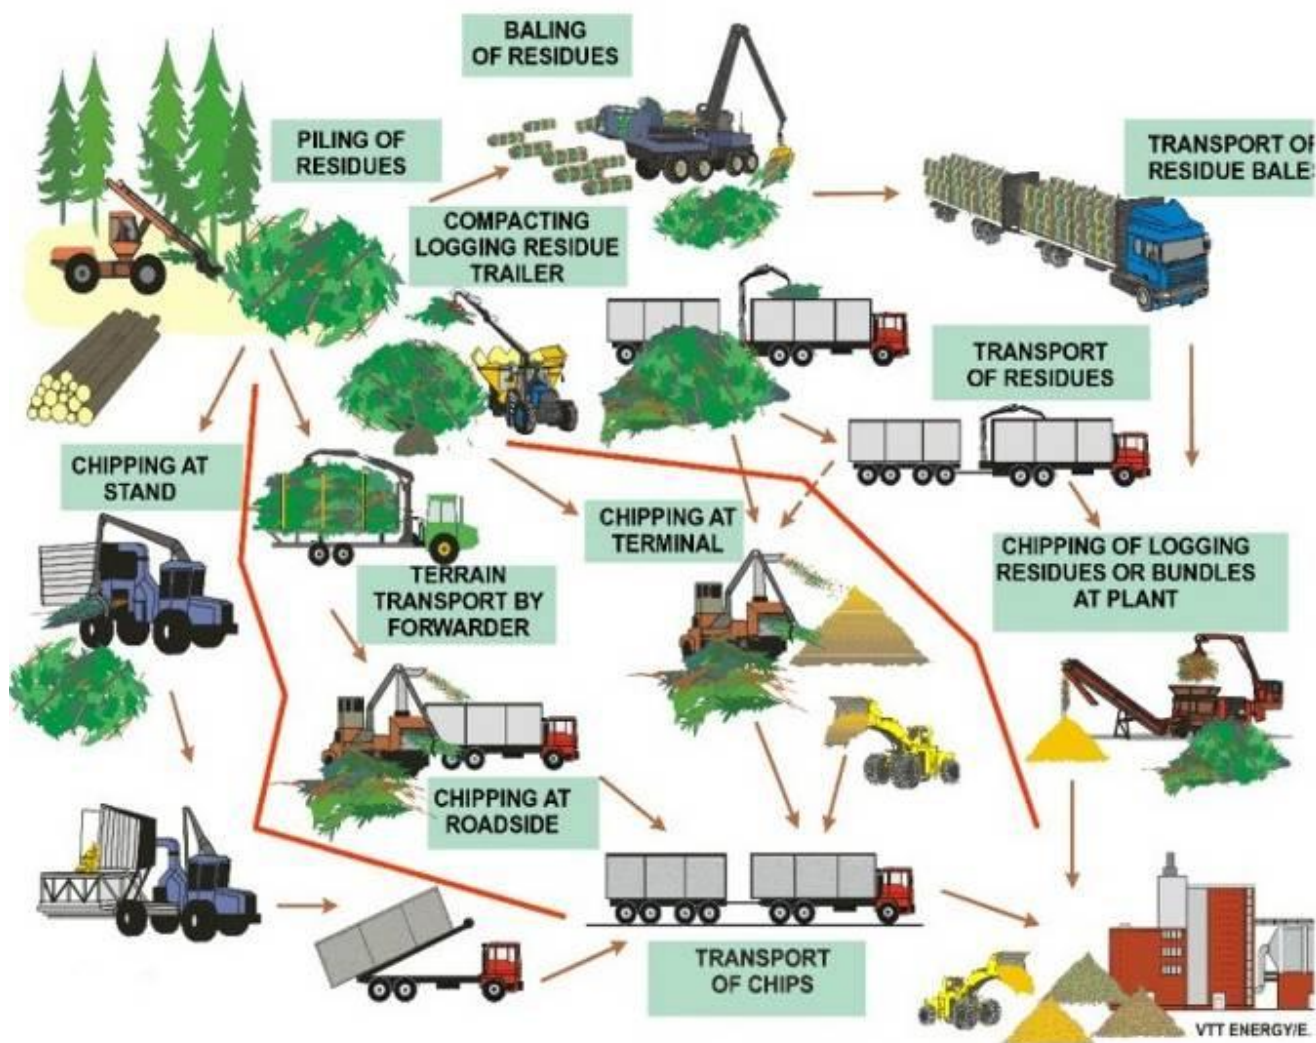 BALING
OF RESIDUES
PILING OF
RESIDUES
TRANSPORT OF
RESIDUE BALE
COMPACTING
LOGGING RESIDUE
TRAILER
TRANSPORT
OF RESIDUES
CHIPPING AT
STAND
CHIPPING AT
TERMINAL
CHIPPING OF LOGGING
RESIDUES OR BUNDLES
AT PLANT
TERRAIN
TRANSPORT BY
FORWARDER
CHIPPING AT
ROADSIDE
TRANSPORT
OF CHIPS
VTT ENERGY/E.